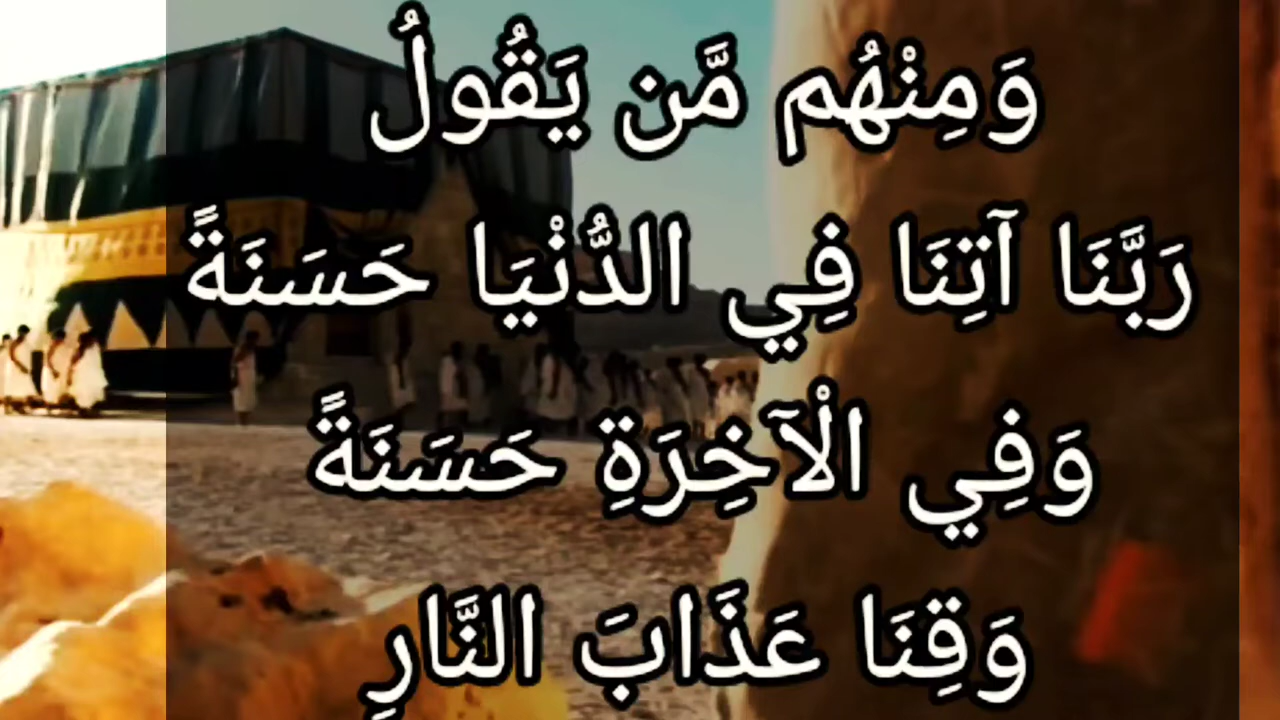 وَمِنْهُم مَّن يَقُولُ
رَبَّنَا آتِنَا فِي الدُّنْيَا حَسَنَةً
وَفِي الْآخِرَةِ حَسَنَةً
وَقِنَا عَذَابَ النَّارِ